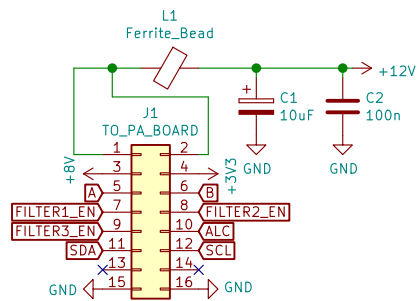 L1
Ferrite_Bead
+12V
+
C1
10uF
C2
100n
GND
GND
J1
TO_PA_BOARD
1 2
+8V 3 4 +3V3
A 5 6 B
FILTER1_EN 7 8 FILTER2_EN
FILTER3_EN 9 10 ALC
SDA 11 12 SCL
13 14
GND 15 16 GND